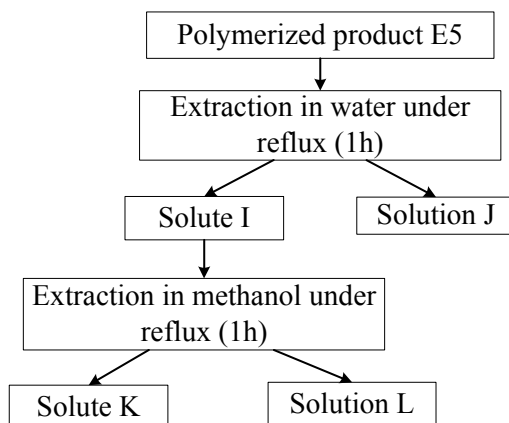 Polymerized product E5
Extraction in water under
reflux (1h)
Solute I
Solution J
Extraction in methanol under
reflux (1h)
Solute K
Solution L